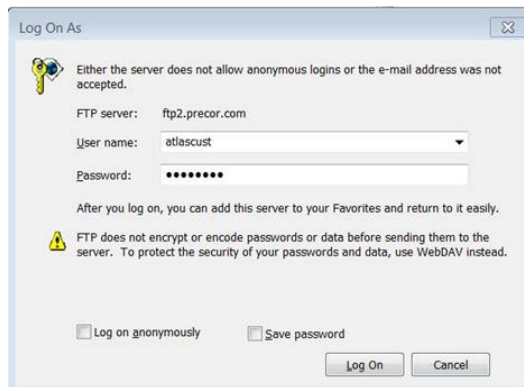 Log On As
Either the server does not allow anonymous logins or the e-mail address was not
accepted.
FTP server: ftp2.precor.com
User name: atlascust
Password: ••••••••
After you log on, you can add this server to your Favorites and return to it easily.
FTP does not encrypt or encode passwords or data before sending them to the
server. To protect the security of your passwords and data, use WebDAV instead.
Log on anonymously Save password
Log On Cancel